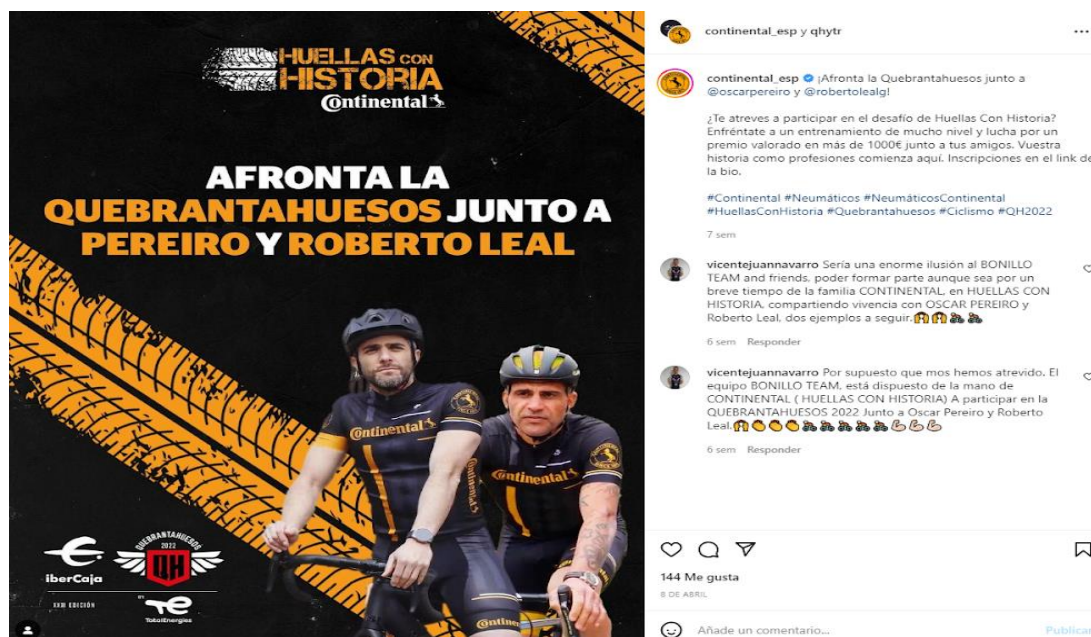 HUELLAS CON
HISTORIA
Continental
AFRONTA LA
QUEBRANTAHUESOS JUNTO A
PEREIRO Y ROBERTO LEAL
Continental
Continental
Continental
Continental
iberCaja
XXXI EDICIÓN
QUEBRANTAHUESOS
2022
QH
TotalEnergies
continental_esp y qhytr
continental_esp ¡Afronta la Quebrantahuesos junto a
@oscarpereiro y @robertolealg!
¿Te atreves a participar en el desafío de Huellas Con Historia?
Enfréntate a un entrenamiento de mucho nivel y lucha por un
premio valorado en más de 1000€ junto a tus amigos. Vuestra
historia como profesiones comienza aquí. Inscripciones en el link de
la bio.
#Continental #Neumáticos #NeumáticosContinental
#HuellasConHistoria #Quebrantahuesos #Ciclismo #QH2022
7 sem
vicentejuannavarro Sería una enorme ilusión al BONILLO
TEAM and friends, poder formar parte aunque sea por un
breve tiempo de la familia CONTINENTAL, en HUELLAS CON
HISTORIA, compartiendo vivencia con OSCAR PEREIRO y
Roberto Leal, dos ejemplos a seguir.🙌🙌🚴🚴
6 sem Responder
vicentejuannavarro Por supuesto que mos hemos atrevido. El
equipo BONILLO TEAM, está dispuesto de la mano de
CONTINENTAL ( HUELLAS CON HISTORIA) A participar en la
QUEBRANTAHUESOS 2022 Junto a Oscar Pereiro y Roberto
Leal.🙌👏👏👏🚴🚴🚴🚴🚴💪💪💪
6 sem Responder
144 Me gusta
8 DE ABRIL
Añade un comentario...
Publicar